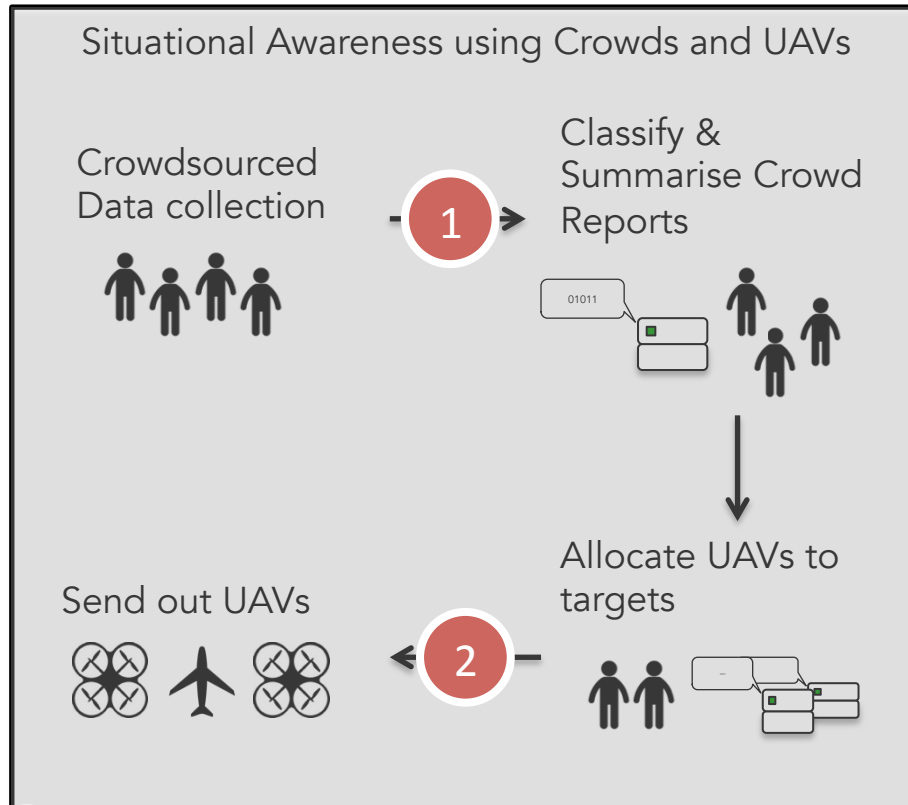 Situational Awareness using Crowds and UAVs
Crowdsourced
Data collection
1
Classify &
Summarise Crowd
Reports
01011
Allocate UAVs to
targets
Send out UAVs
2